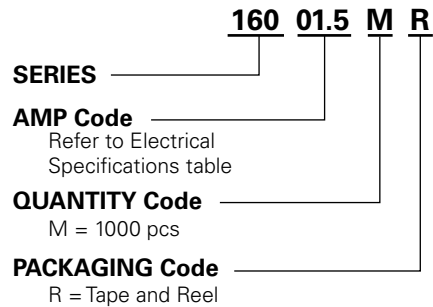 160 01.5 M R
SERIES
AMP Code
Refer to Electrical
Specifications table
QUANTITY Code
M = 1000 pcs
PACKAGING Code
R = Tape and Reel